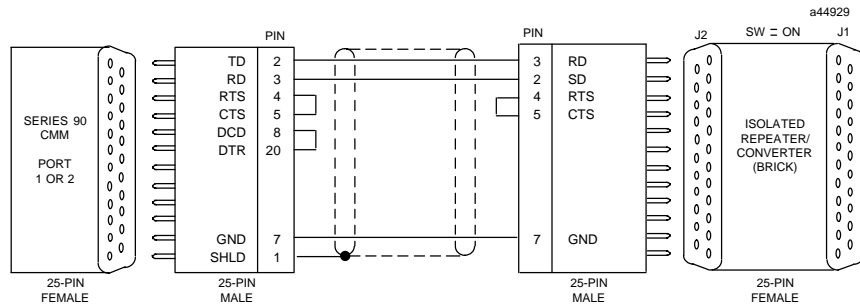 a44929
SERIES 90
CMM
PORT
1 OR 2
25-PIN
FEMALE
PIN
TD 2
RD 3
RTS 4
CTS 5
DCD 8
DTR 20
GND 7
SHLD 1
25-PIN
MALE
PIN
3 RD
2 SD
4 RTS
5 CTS
7 GND
25-PIN
MALE
J2 SW = ON J1
ISOLATED
REPEATER/
CONVERTER
(BRICK)
25-PIN
FEMALE